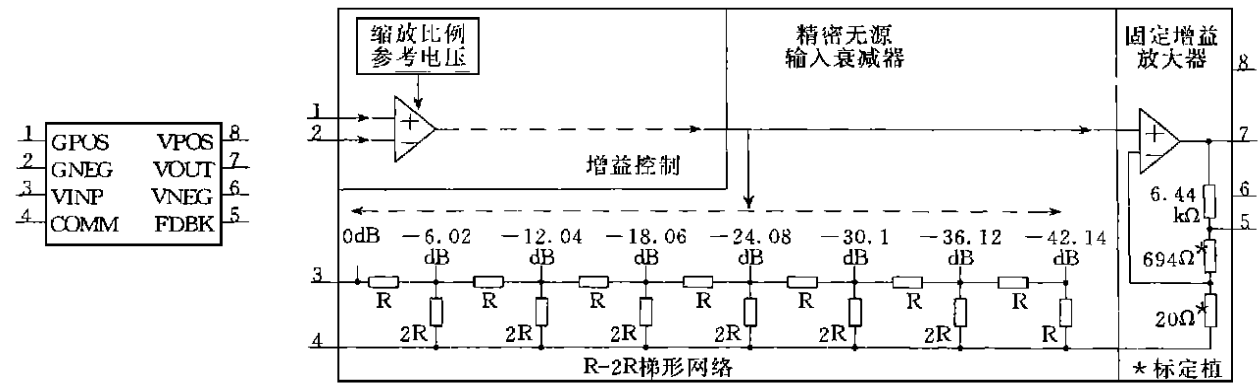 缩放比例
参考电压
精密无源
输入衰减器
固定增益
放大器
8
1
2
+
−
+
−
7
增益控制
1 GPOS VPOS 8
2 GNEG VOUT 7
3 VINP VNEG 6
4 COMM FDBK 5
6.44
kΩ
6
5
0dB −6.02 −12.04 −18.06 −24.08 −30.1 −36.12 −42.14
dB dB dB dB dB dB dB
694Ω*
3
R R R R R R R
2R 2R 2R 2R 2R 2R R
20Ω*
4
R-2R梯形网络
*标定植